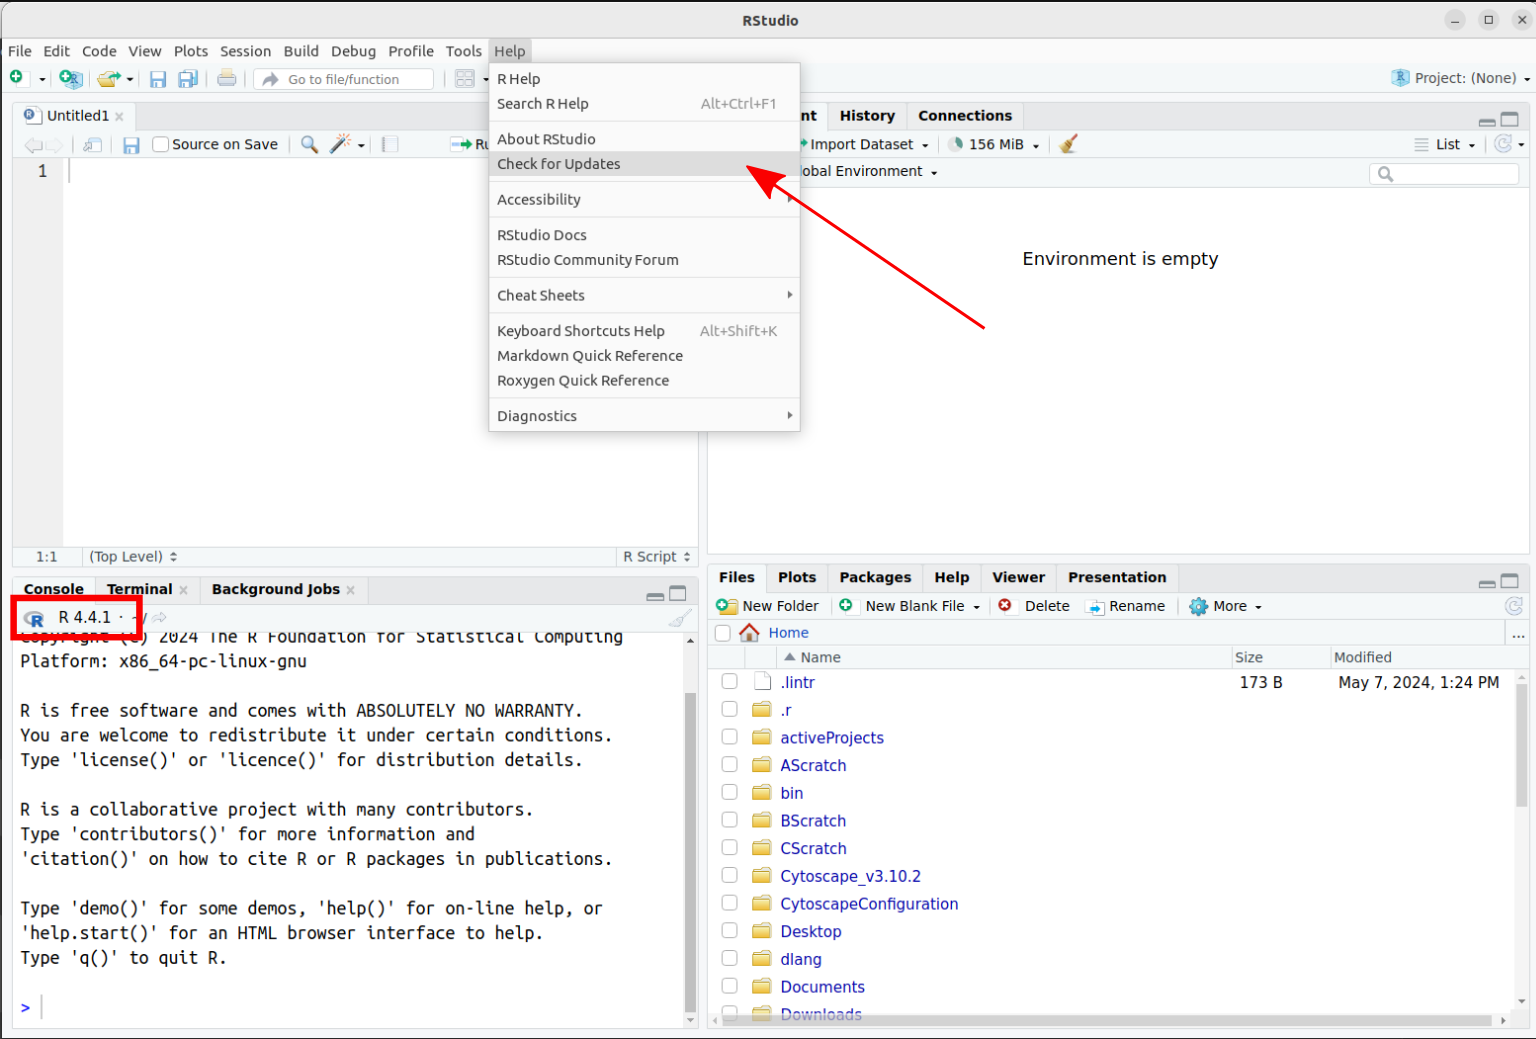 RStudio
File Edit Code View Plots Session Build Debug Profile Tools Help
Go to file/function
Project: (None)
R Help
Search R Help Alt+Ctrl+F1
About RStudio
Check for Updates
Accessibility
RStudio Docs
RStudio Community Forum
Cheat Sheets
Keyboard Shortcuts Help Alt+Shift+K
Markdown Quick Reference
Roxygen Quick Reference
Diagnostics
Untitled1
Source on Save
Ru
1
1:1 (Top Level) R Script
nt History Connections
Import Dataset 156 MiB List
obal Environment
Environment is empty
Console Terminal Background Jobs
R 4.4.1 · ~/
Copyright (C) 2024 The R Foundation for Statistical Computing
Platform: x86_64-pc-linux-gnu
R is free software and comes with ABSOLUTELY NO WARRANTY.
You are welcome to redistribute it under certain conditions.
Type 'license()' or 'licence()' for distribution details.
R is a collaborative project with many contributors.
Type 'contributors()' for more information and
'citation()' on how to cite R or R packages in publications.
Type 'demo()' for some demos, 'help()' for on-line help, or
'help.start()' for an HTML browser interface to help.
Type 'q()' to quit R.
>
Files Plots Packages Help Viewer Presentation
New Folder New Blank File Delete Rename More
Home ...
Name Size Modified
.lintr 173 B May 7, 2024, 1:24 PM
.r
activeProjects
AScratch
bin
BScratch
CScratch
Cytoscape_v3.10.2
CytoscapeConfiguration
Desktop
dlang
Documents
Downloads